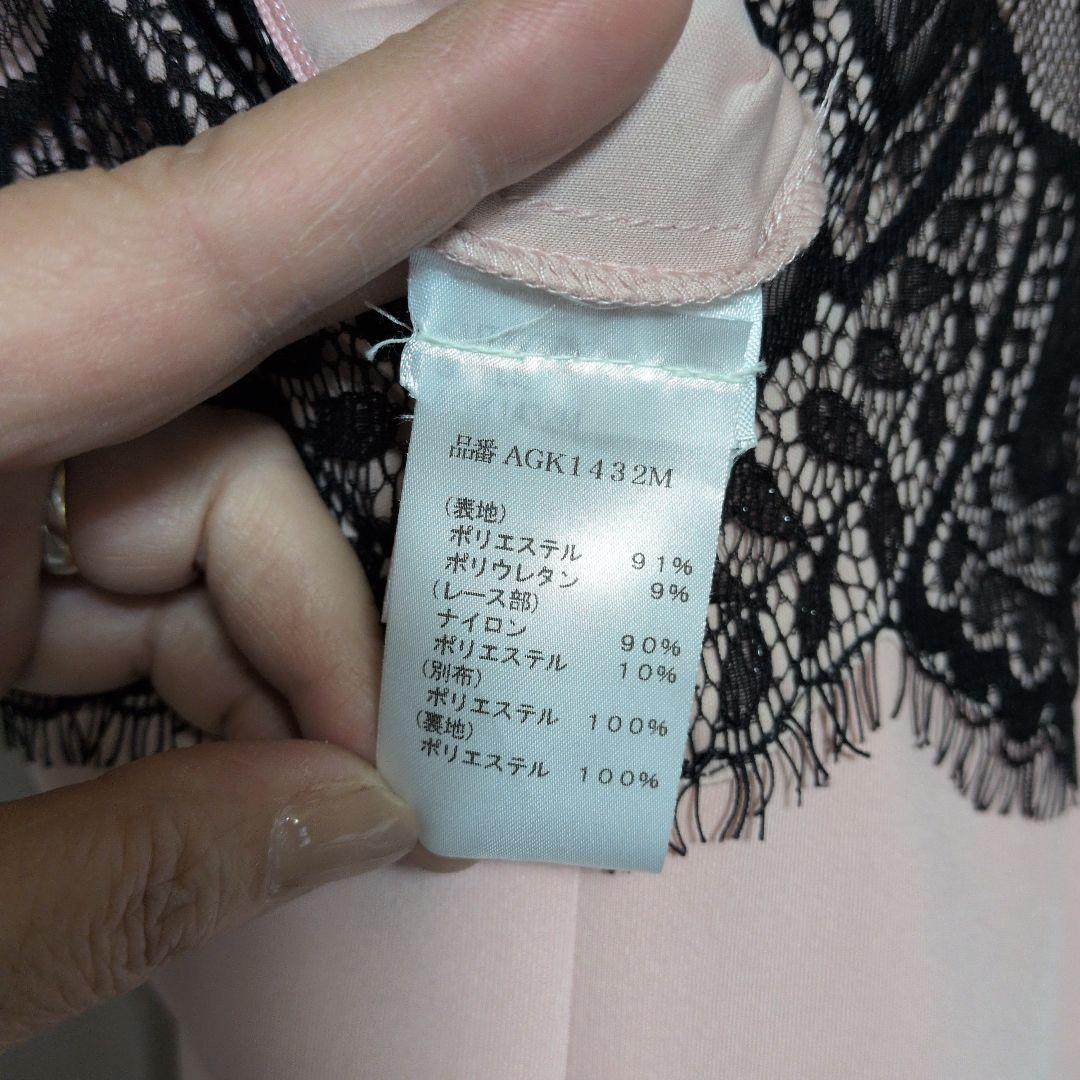 品番 AGK1432M
(表地)
ポリエステル 91%
ポリウレタン 9%
(レース部)
ナイロン 90%
ポリエステル 10%
(別布)
ポリエステル 100%
(裏地)
ポリエステル 100%